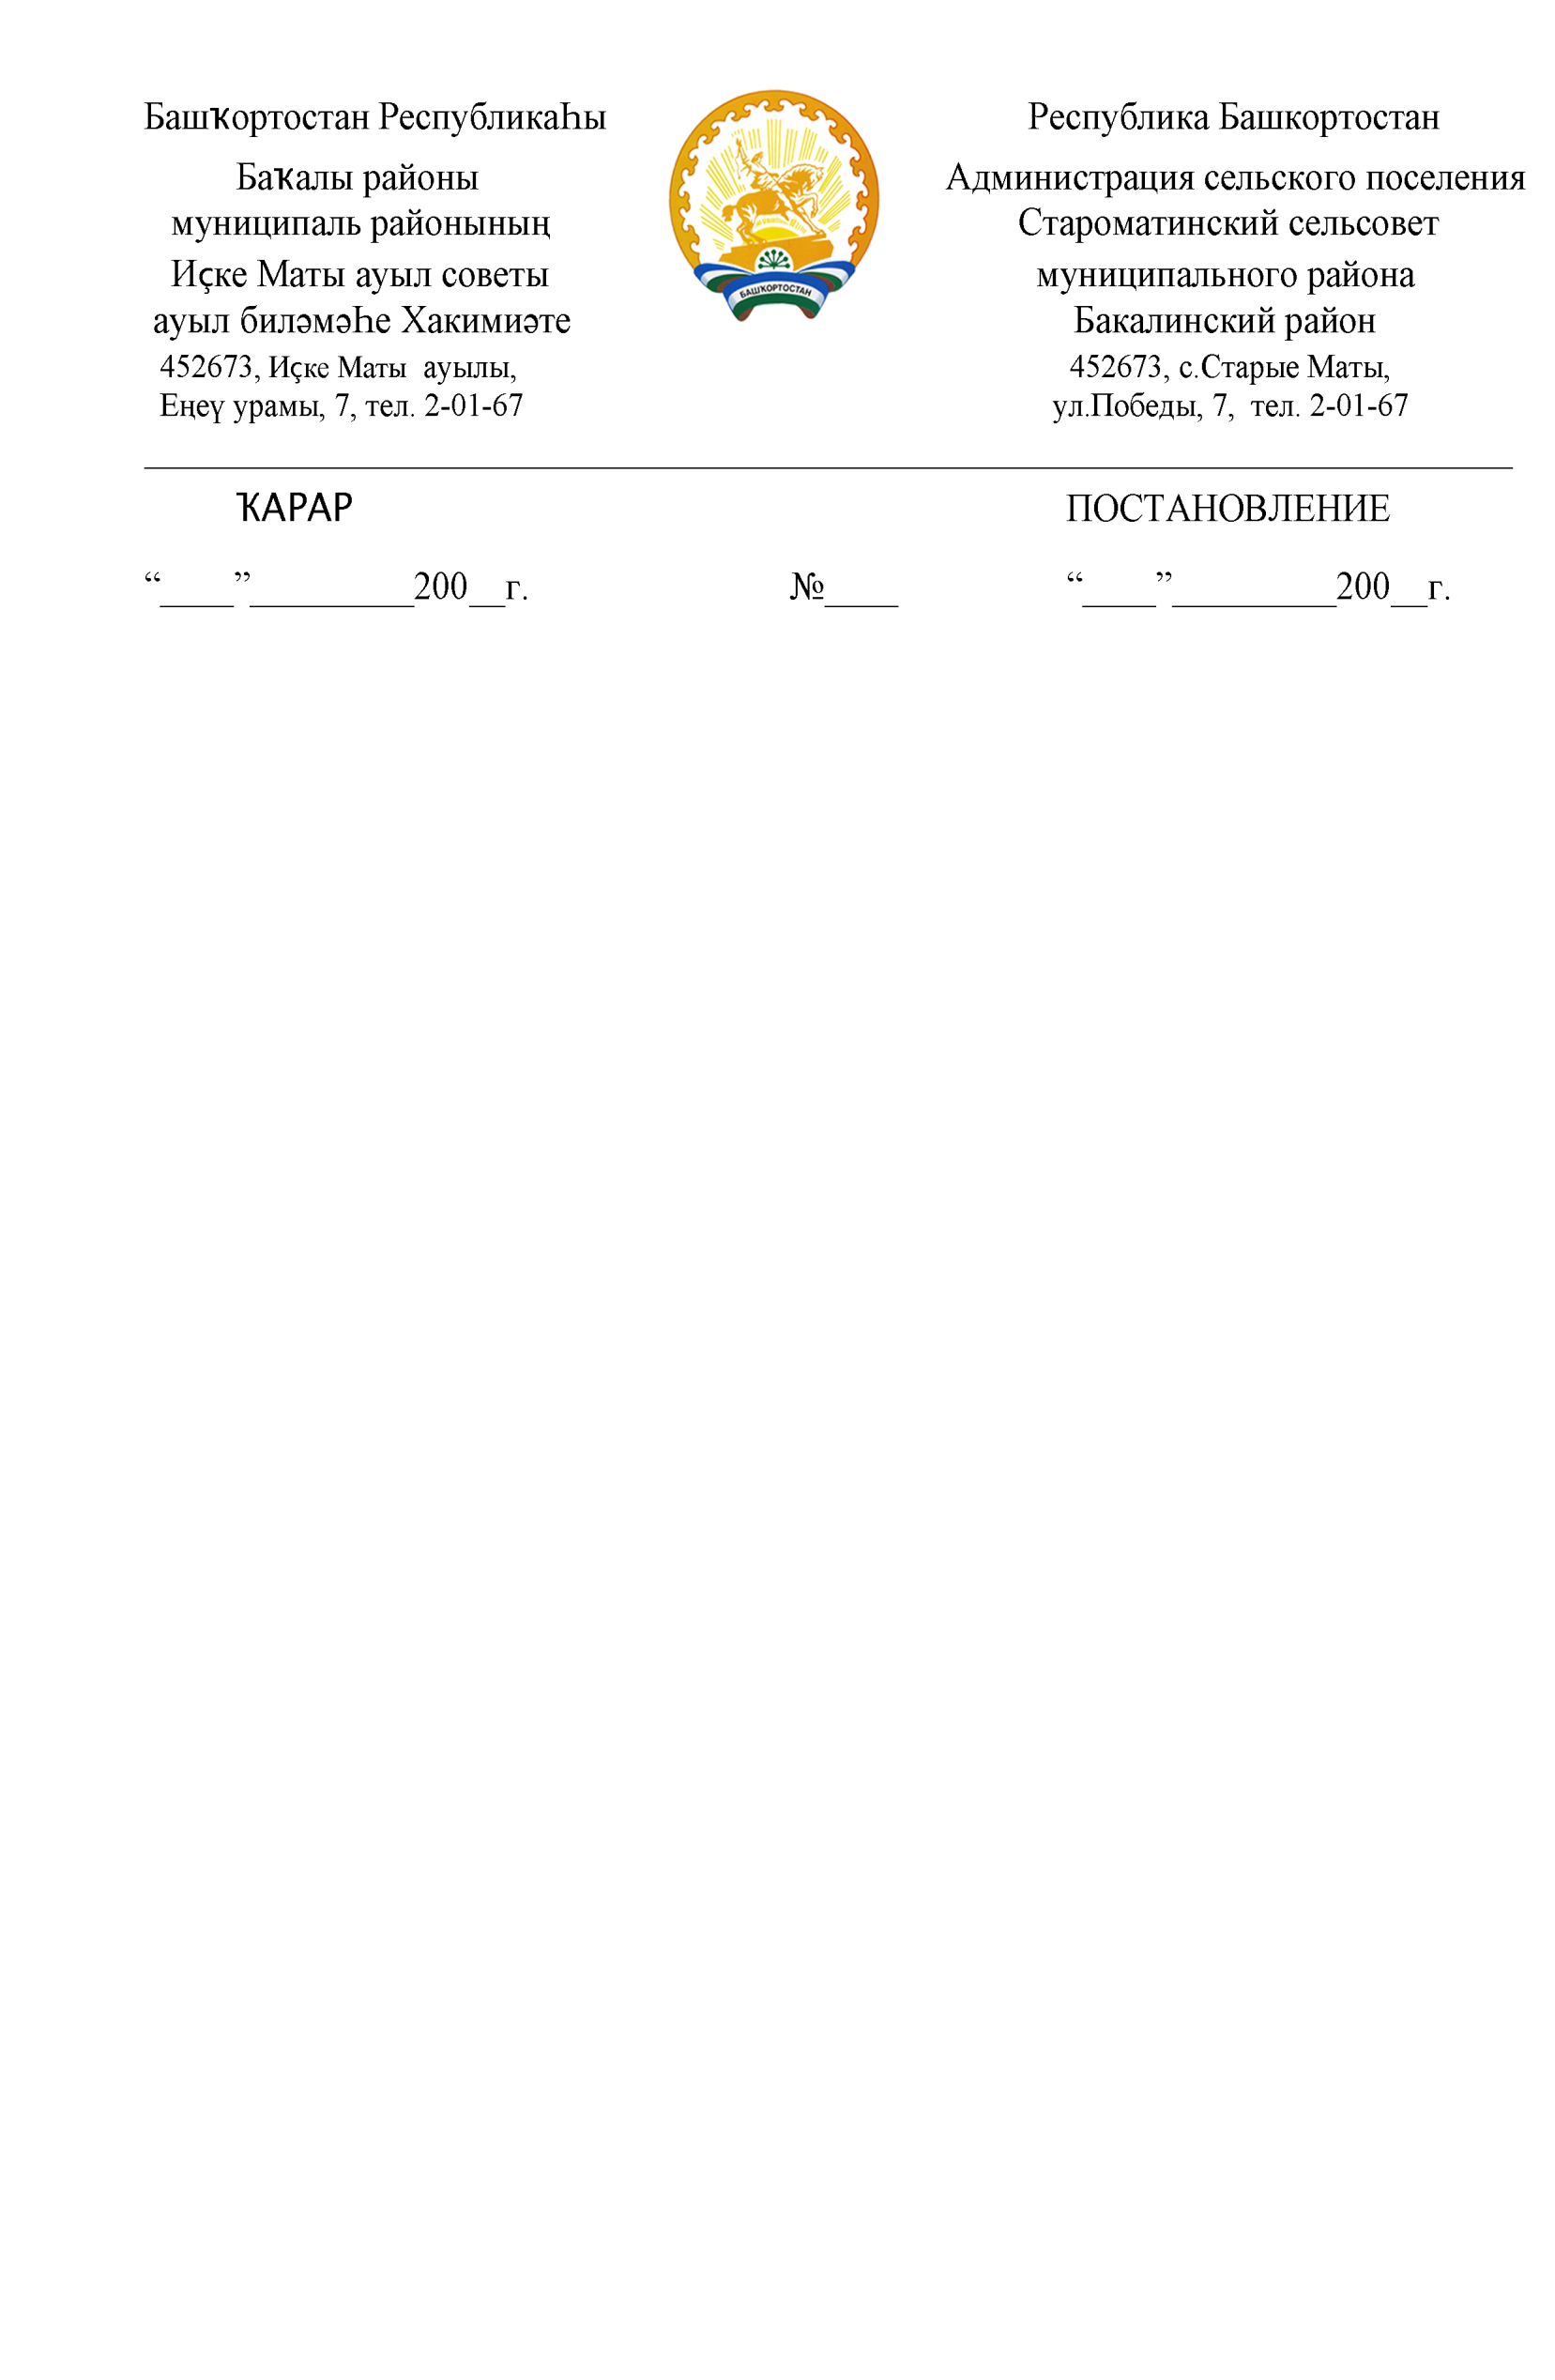 Башҡортостан РеспубликаҺы
Баҡалы районы
муниципаль районының
Иҫке Маты ауыл советы
ауыл биләмәҺе Хакимиәте
452673, Иҫке Маты  ауылы,
Еңеү урамы, 7, тел. 2-01-67
БАШҠОРТОСТАН
Республика Башкортостан
Администрация сельского поселения
Староматинский сельсовет
муниципального района
Бакалинский район
452673, с.Старые Маты,
ул.Победы, 7,  тел. 2-01-67
ҠАРАР
ПОСТАНОВЛЕНИЕ
“____”_________200__г.
№____
“____”_________200__г.